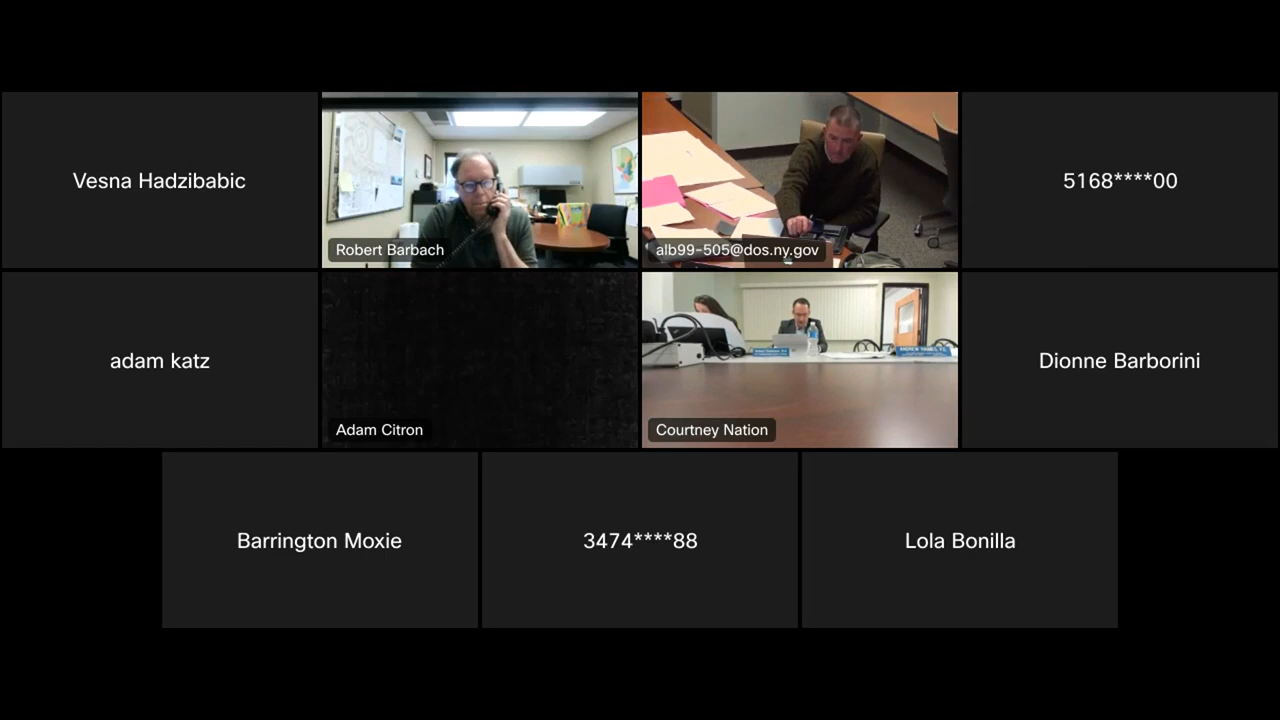 Vesna Hadzibabic
Robert Barbach
alb99-505@dos.ny.gov
5168****00
adam katz
Adam Citron
Courtney Nation
Dionne Barborini
Barrington Moxie
3474****88
Lola Bonilla